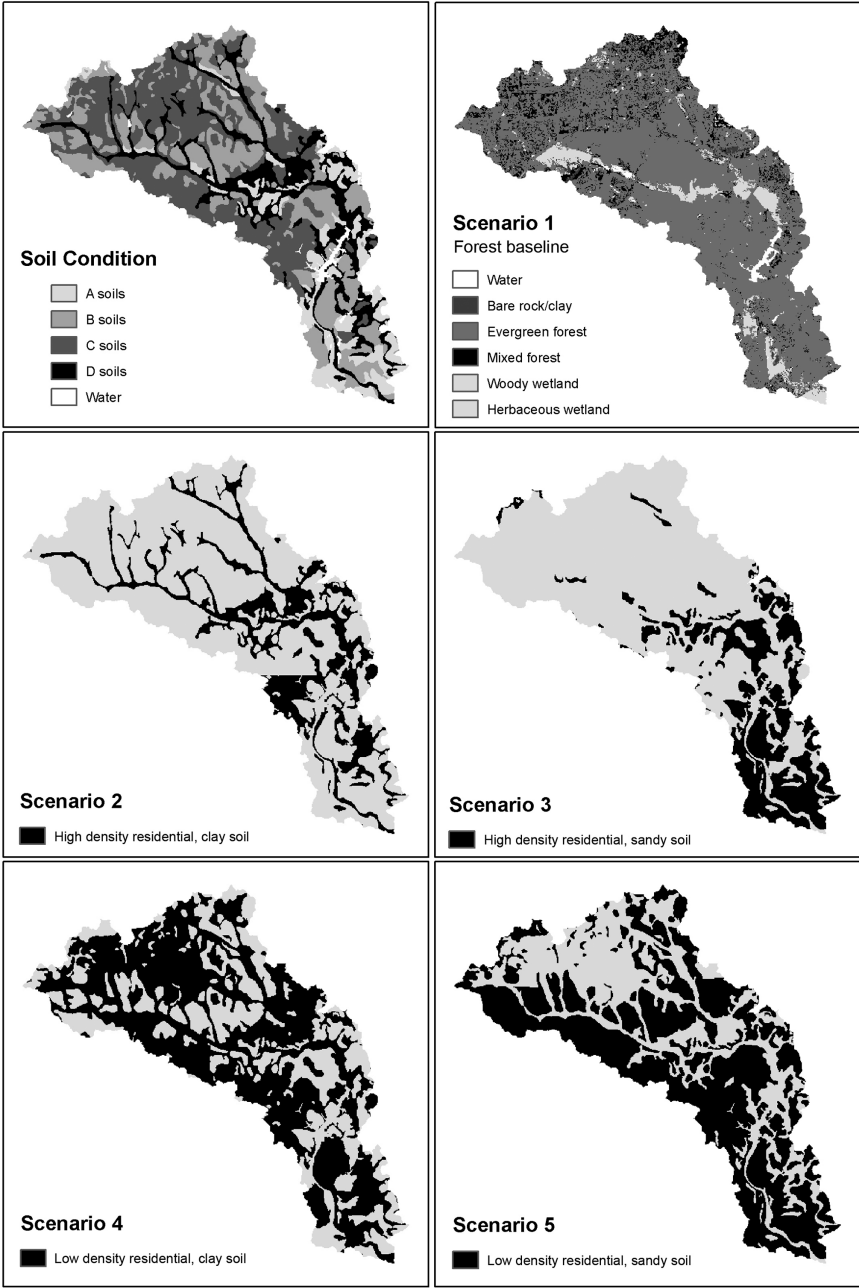 Soil Condition
A soils
B soils
C soils
D soils
Water
Scenario 1
Forest baseline
Water
Bare rock/clay
Evergreen forest
Mixed forest
Woody wetland
Herbaceous wetland
Scenario 2
High density residential, clay soil
Scenario 3
High density residential, sandy soil
Scenario 4
Low density residential, clay soil
Scenario 5
Low density residential, sandy soil